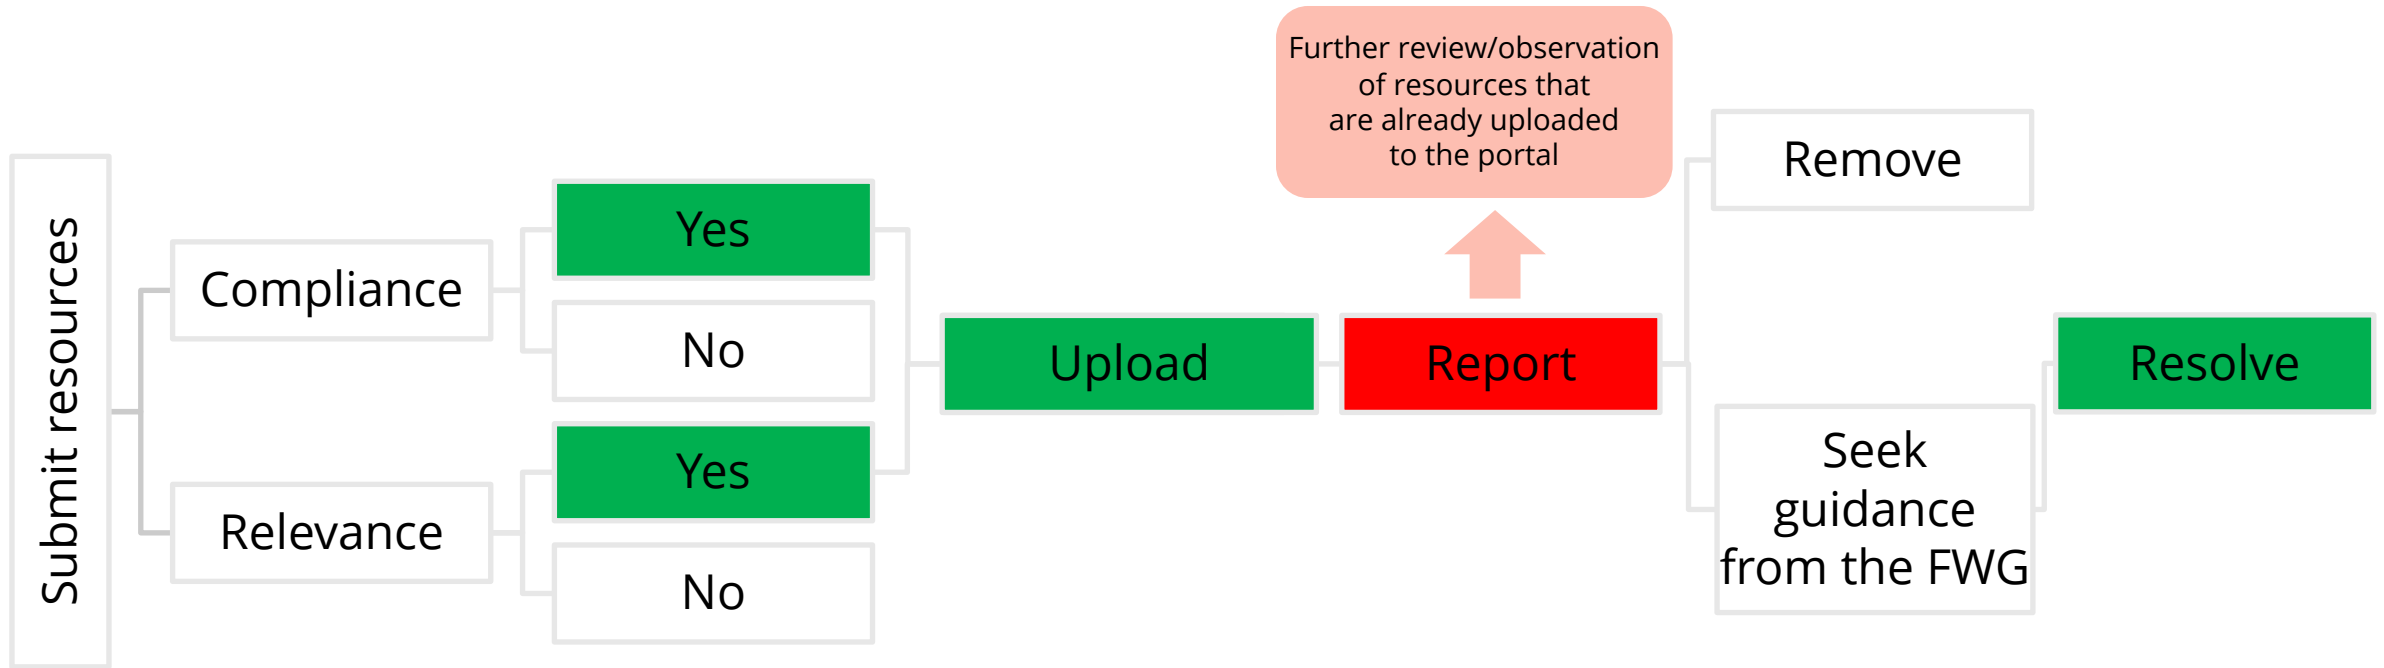 Submit resources
Compliance
Relevance
Yes
No
Yes
No
Upload
Report
Further review/observation
of resources that
are already uploaded
to the portal
Remove
Seek
guidance
from the FWG
Resolve